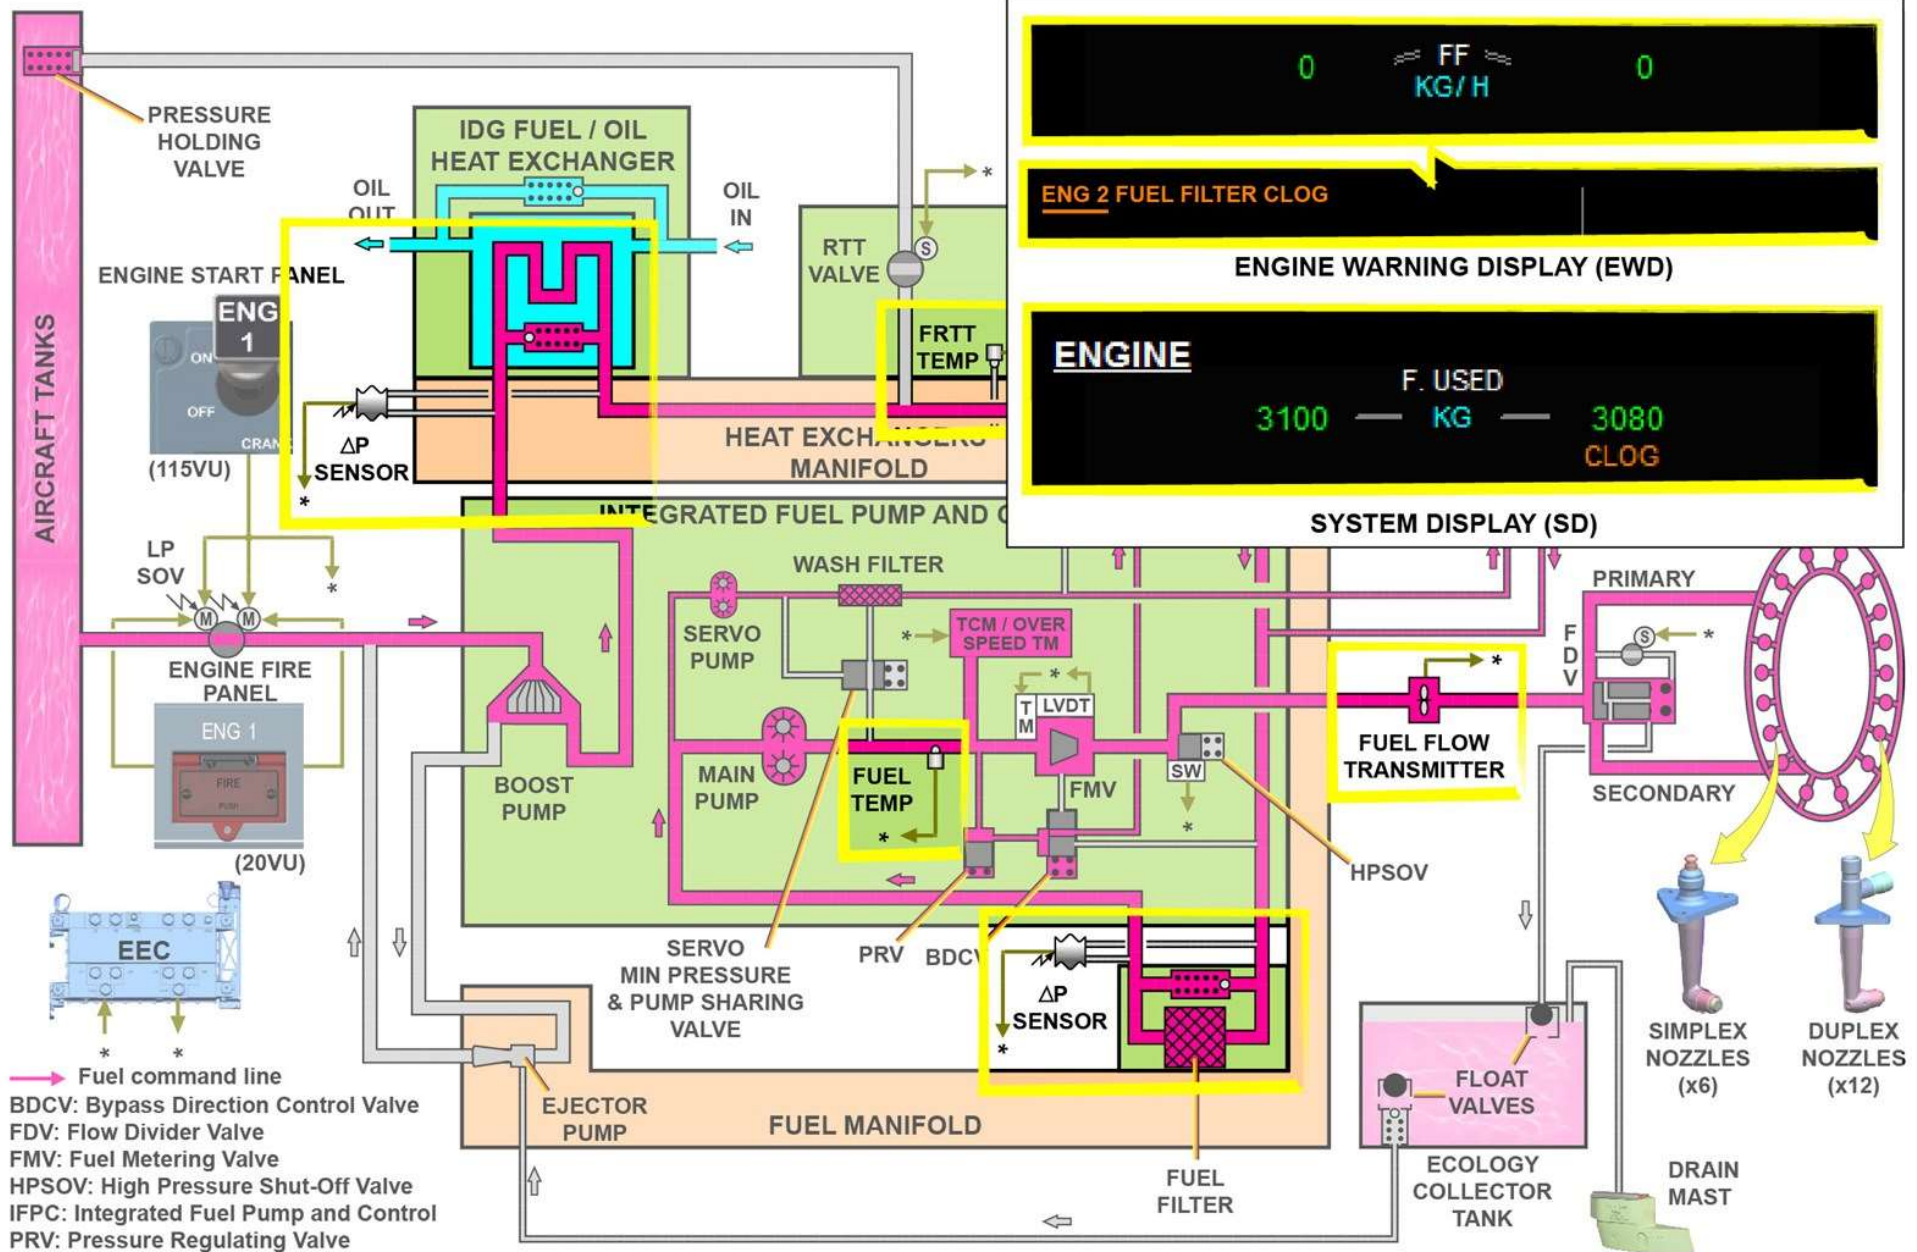 PRESSURE
HOLDING
VALVE
IDG FUEL / OIL
HEAT EXCHANGER
OIL
OUT
OIL
IN
*
RTT
VALVE
S
FRTT
TEMP
0
FF
KG/H
0
ENG 2 FUEL FILTER CLOG
ENGINE WARNING DISPLAY (EWD)
ENGINE
F. USED
3100
KG
3080
CLOG
SYSTEM DISPLAY (SD)
AIRCRAFT TANKS
ENGINE START PANEL
ENG
1
ON
OFF
CRANK
(115VU)
ΔP
SENSOR
*
HEAT EXCHANGERS
MANIFOLD
INTEGRATED FUEL PUMP AND C
LP
SOV
*
M
M
ENGINE FIRE
PANEL
ENG 1
FIRE
PUSH
(20VU)
WASH FILTER
SERVO
PUMP
*
TCM / OVER
SPEED TM
*
TM
LVDT
BOOST
PUMP
MAIN
PUMP
FUEL
TEMP
*
FMV
SW
*
HPSOV
*
FUEL FLOW
TRANSMITTER
PRIMARY
FDV
S
*
SECONDARY
EEC
*
*
SERVO
MIN PRESSURE
& PUMP SHARING
VALVE
PRV
BDCV
ΔP
SENSOR
*
SIMPLEX
NOZZLES
(x6)
DUPLEX
NOZZLES
(x12)
FLOAT
VALVES
EJECTOR
PUMP
FUEL MANIFOLD
FUEL
FILTER
ECOLOGY
COLLECTOR
TANK
DRAIN
MAST
Fuel command line
BDCV: Bypass Direction Control Valve
FDV: Flow Divider Valve
FMV: Fuel Metering Valve
HPSOV: High Pressure Shut-Off Valve
IFPC: Integrated Fuel Pump and Control
PRV: Pressure Regulating Valve